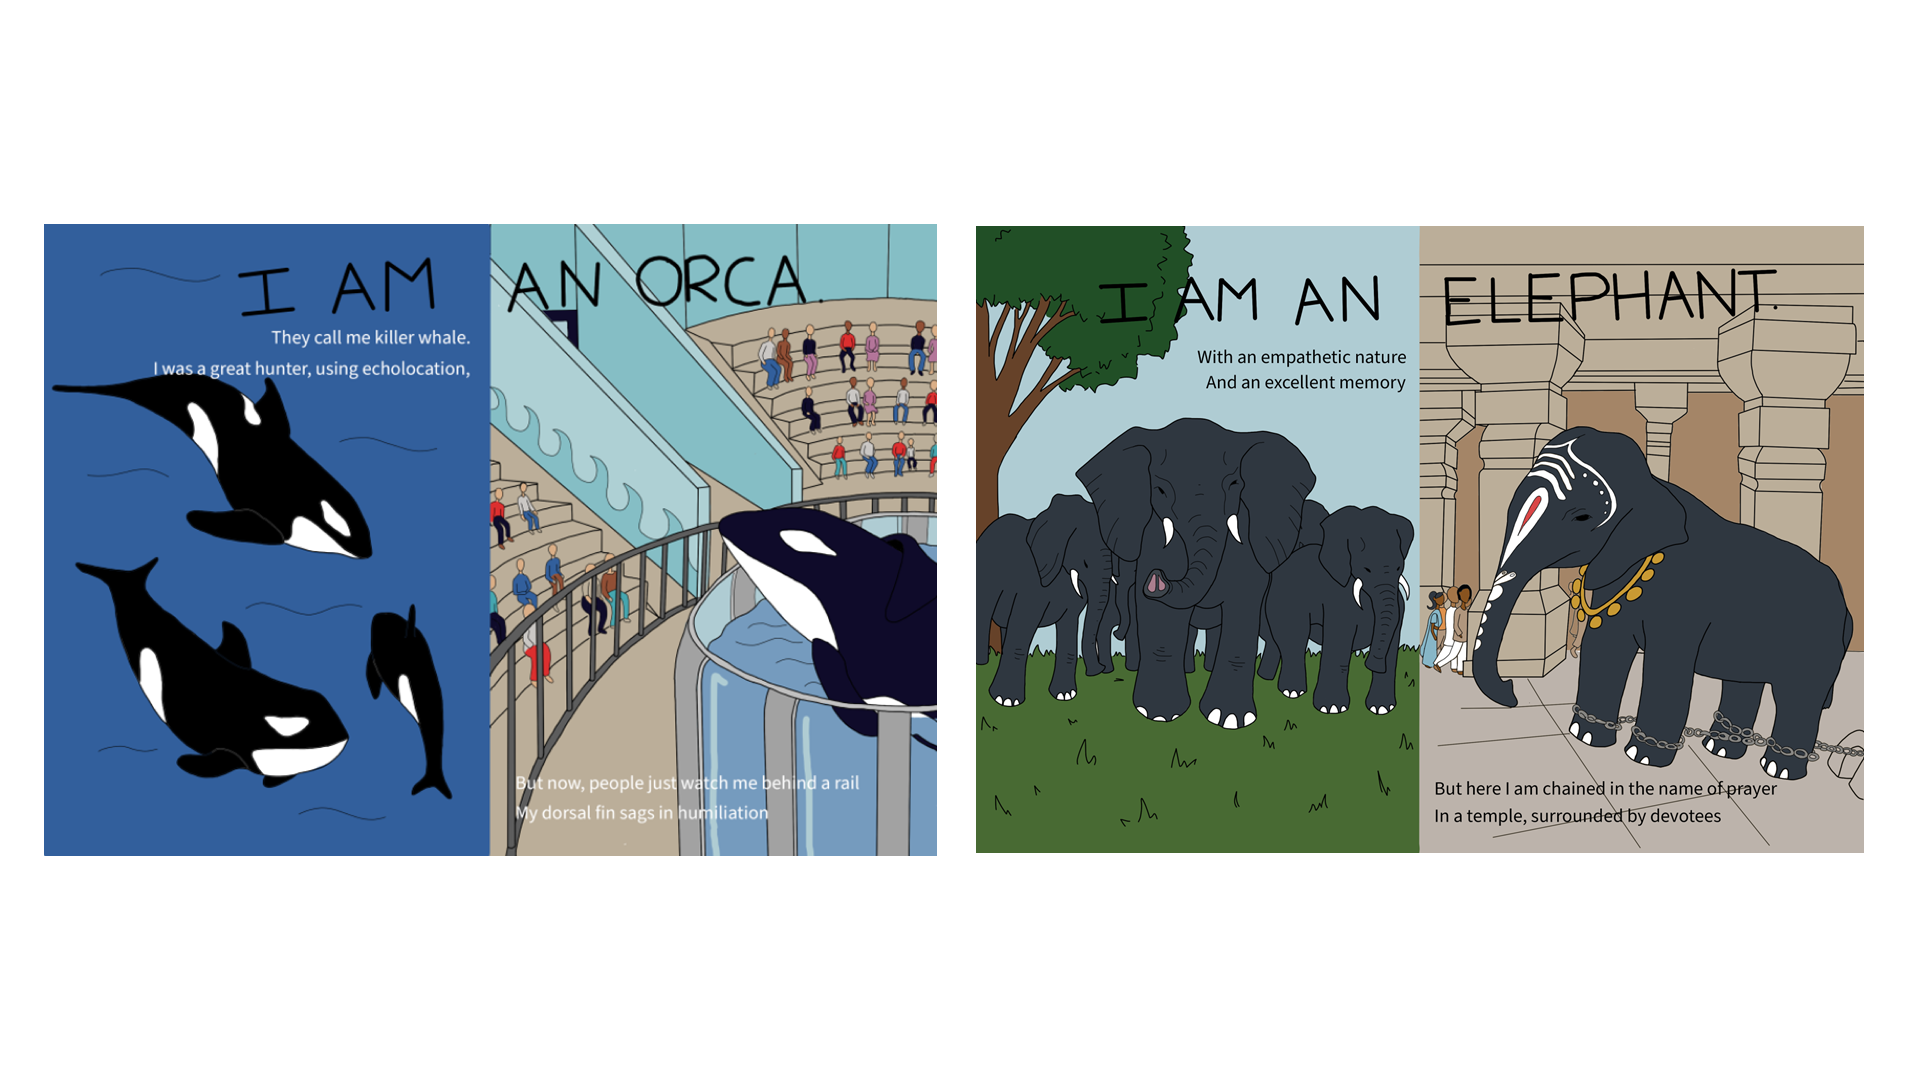 I AM AN ORCA.
They call me killer whale.
I was a great hunter, using echolocation,
But now, people just watch me behind a rail
My dorsal fin sags in humiliation
I AM AN ELEPHANT.
With an empathetic nature
And an excellent memory
But here I am chained in the name of prayer
In a temple, surrounded by devotees